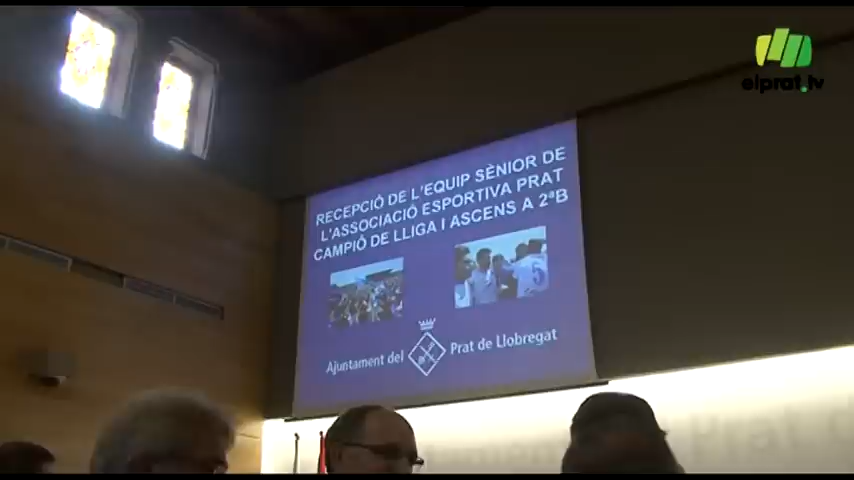 elprat.tv
RECEPCIÓ DE L'EQUIP SÈNIOR DE
L'ASSOCIACIÓ ESPORTIVA PRAT
CAMPIÓ DE LLIGA I ASCENS A 2ªB
Ajuntament del Prat de Llobregat